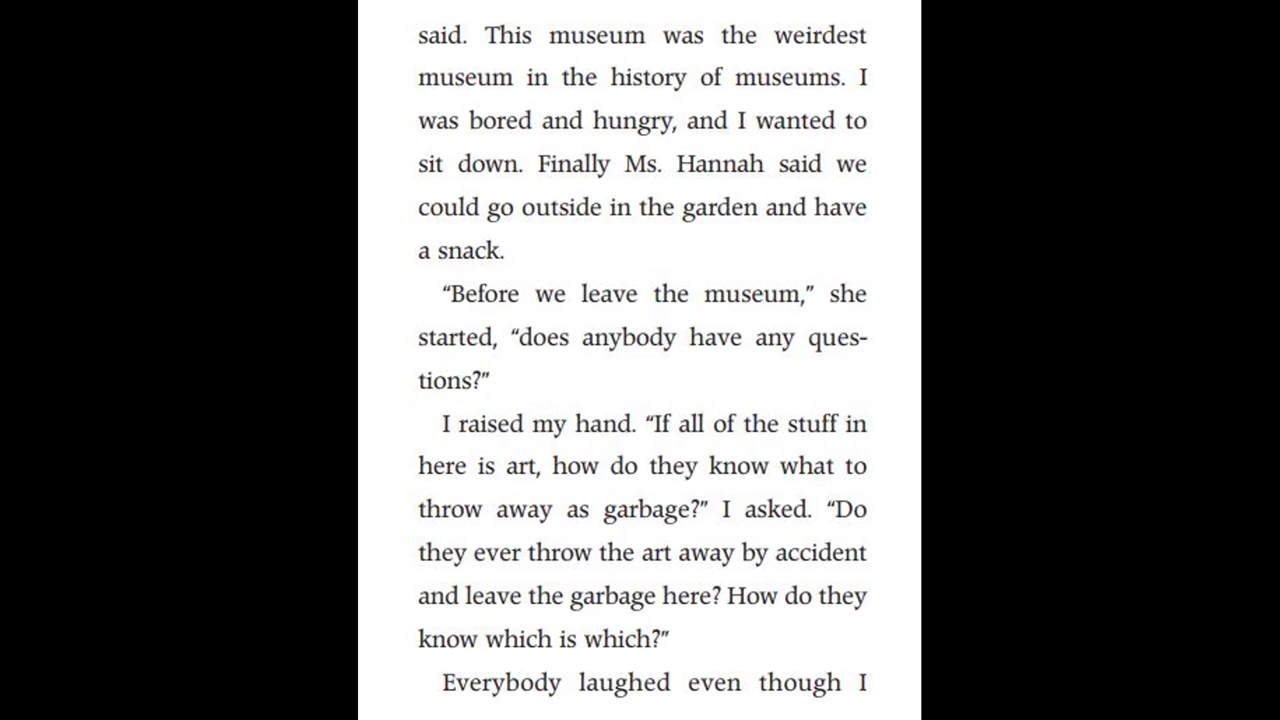 said. This museum was the weirdest
museum in the history of museums. I
was bored and hungry, and I wanted to
sit down. Finally Ms. Hannah said we
could go outside in the garden and have
a snack.
“Before we leave the museum,” she
started, “does anybody have any ques-
tions?”
I raised my hand. “If all of the stuff in
here is art, how do they know what to
throw away as garbage?” I asked. “Do
they ever throw the art away by accident
and leave the garbage here? How do they
know which is which?”
Everybody laughed even though I